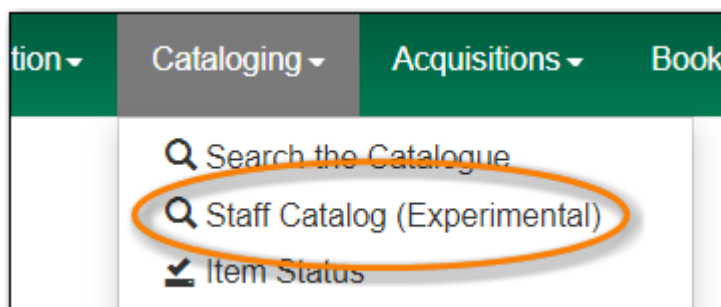 tion Cataloging Acquisitions Book
Search the Catalogue
Staff Catalog (Experimental)
Item Status